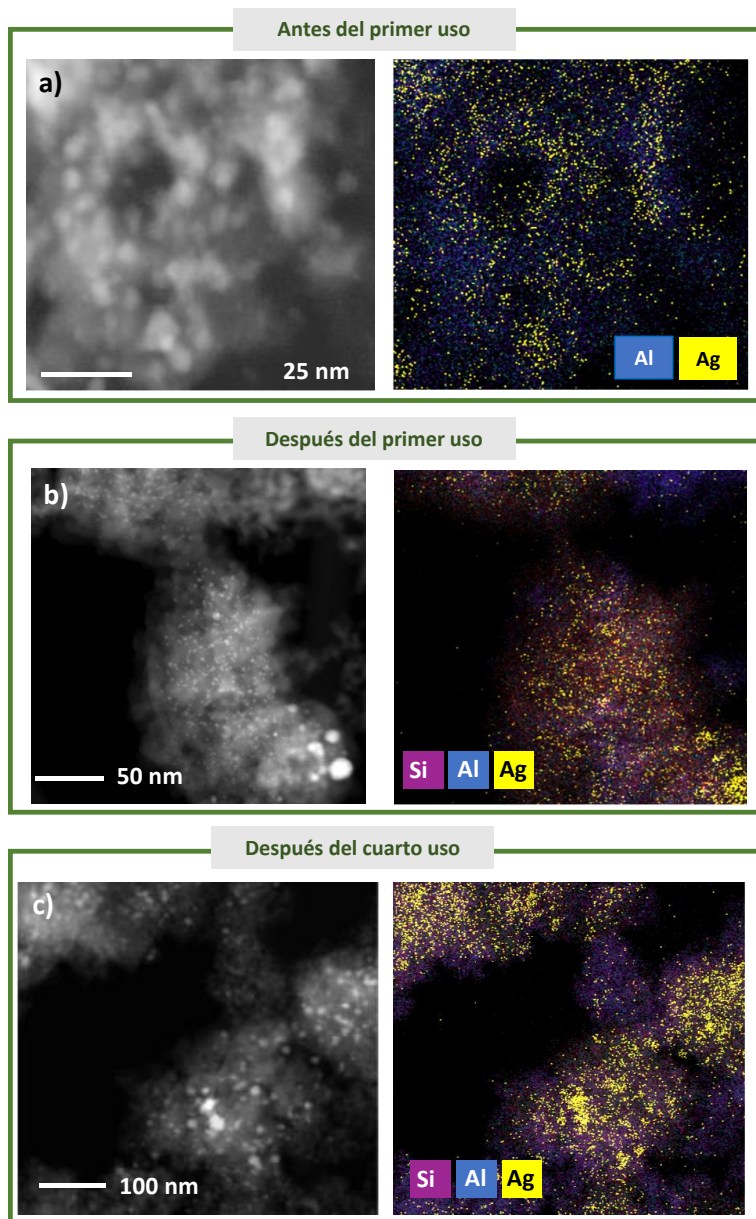 Antes del primer uso
a)
25 nm
Al Ag
Después del primer uso
b)
50 nm
Si Al Ag
Después del cuarto uso
c)
100 nm
Si Al Ag